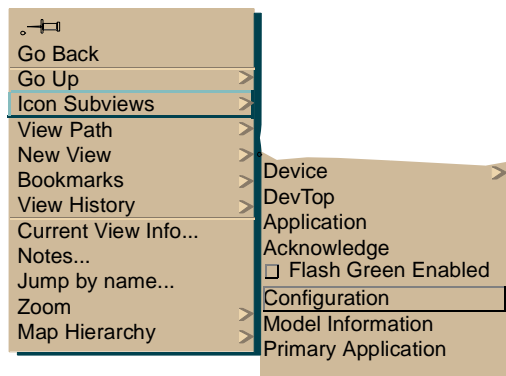 Go Back
Go Up
Icon Subviews
View Path
New View
Bookmarks
View History
Current View Info...
Notes...
Jump by name...
Zoom
Map Hierarchy
Device
DevTop
Application
Acknowledge
Flash Green Enabled
Configuration
Model Information
Primary Application